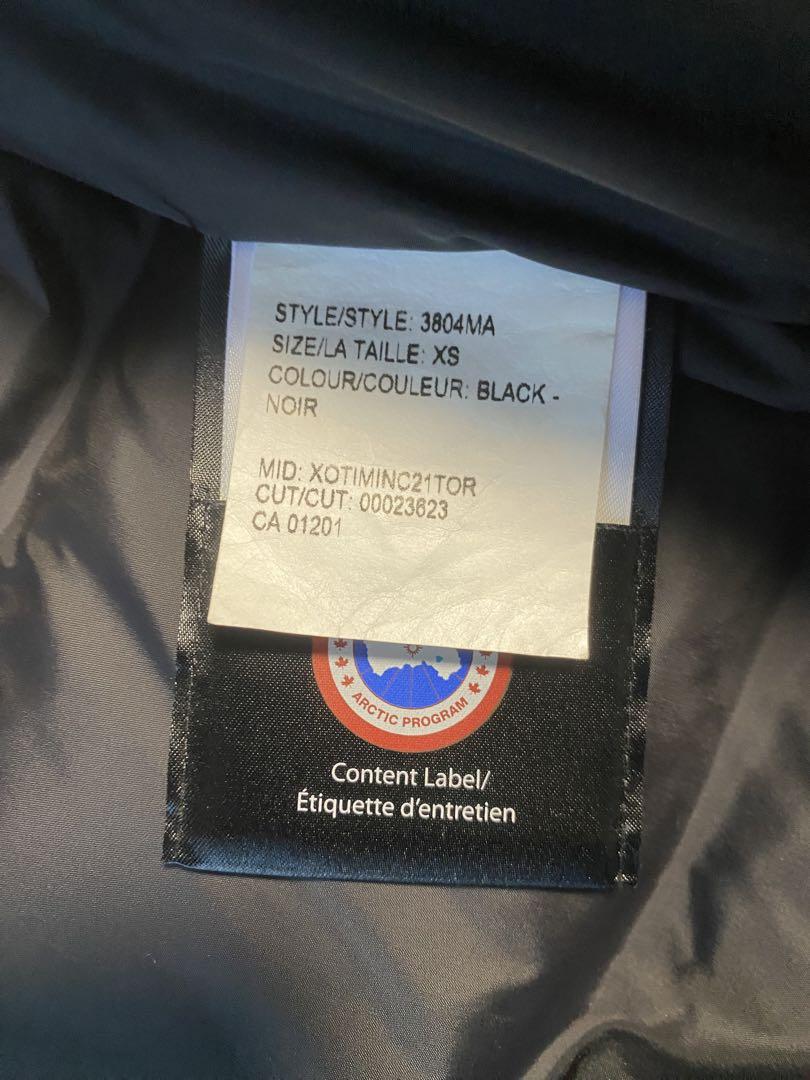 STYLE/STYLE: 3804MA
SIZE/LA TAILLE: XS
COLOUR/COULEUR: BLACK -
NOIR
MID: XOTIMINC21TOR
CUT/CUT: 00023623
CA 01201
ARCTIC PROGRAM
Content Label/
Étiquette d'entretien